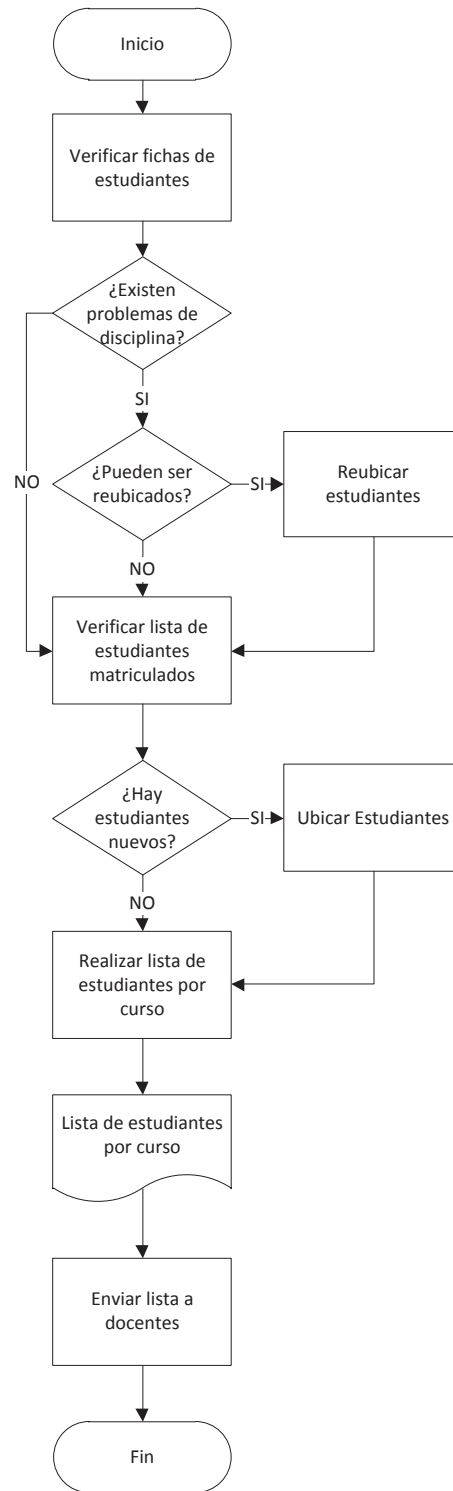 Inicio
Verificar fichas de
estudiantes
¿Existen
problemas de
disciplina?
SI
NO
¿Pueden ser
reubicados?
SI
Reubicar
estudiantes
NO
Verificar lista de
estudiantes
matriculados
¿Hay
estudiantes
nuevos?
SI
Ubicar Estudiantes
NO
Realizar lista de
estudiantes por
curso
Lista de estudiantes
por curso
Enviar lista a
docentes
Fin